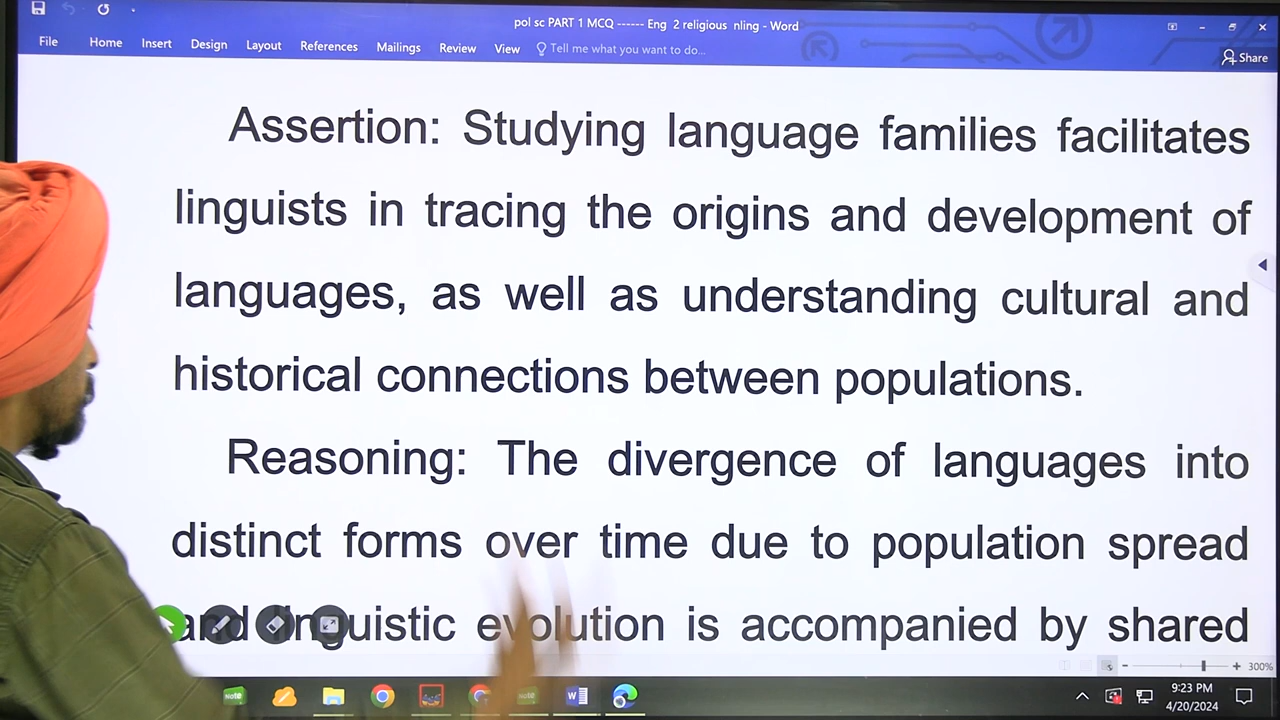 pol sc PART 1 MCQ ------ Eng 2 religious nling - Word
File Home Insert Design Layout References Mailings Review View Tell me what you want to do... Share
Assertion: Studying language families facilitates
linguists in tracing the origins and development of
languages, as well as understanding cultural and
historical connections between populations.
Reasoning: The divergence of languages into
distinct forms over time due to population spread
and linguistic evolution is accompanied by shared
300%
note
note
9:23 PM
4/20/2024